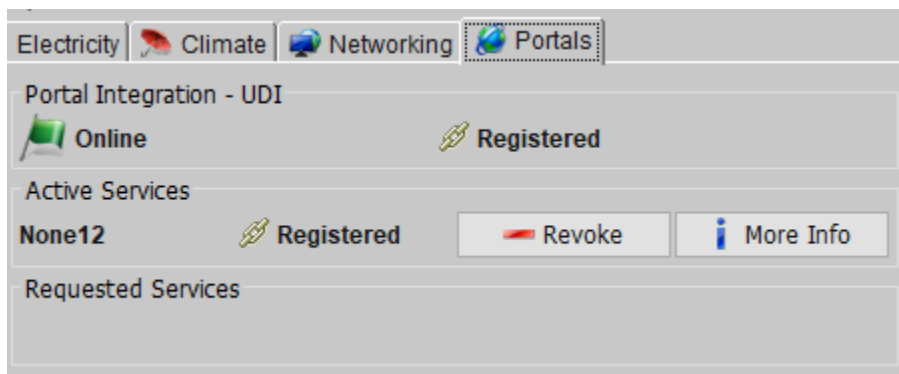 Electricity Climate Networking Portals
Portal Integration - UDI
Online Registered
Active Services
None12 Registered Revoke More Info
Requested Services